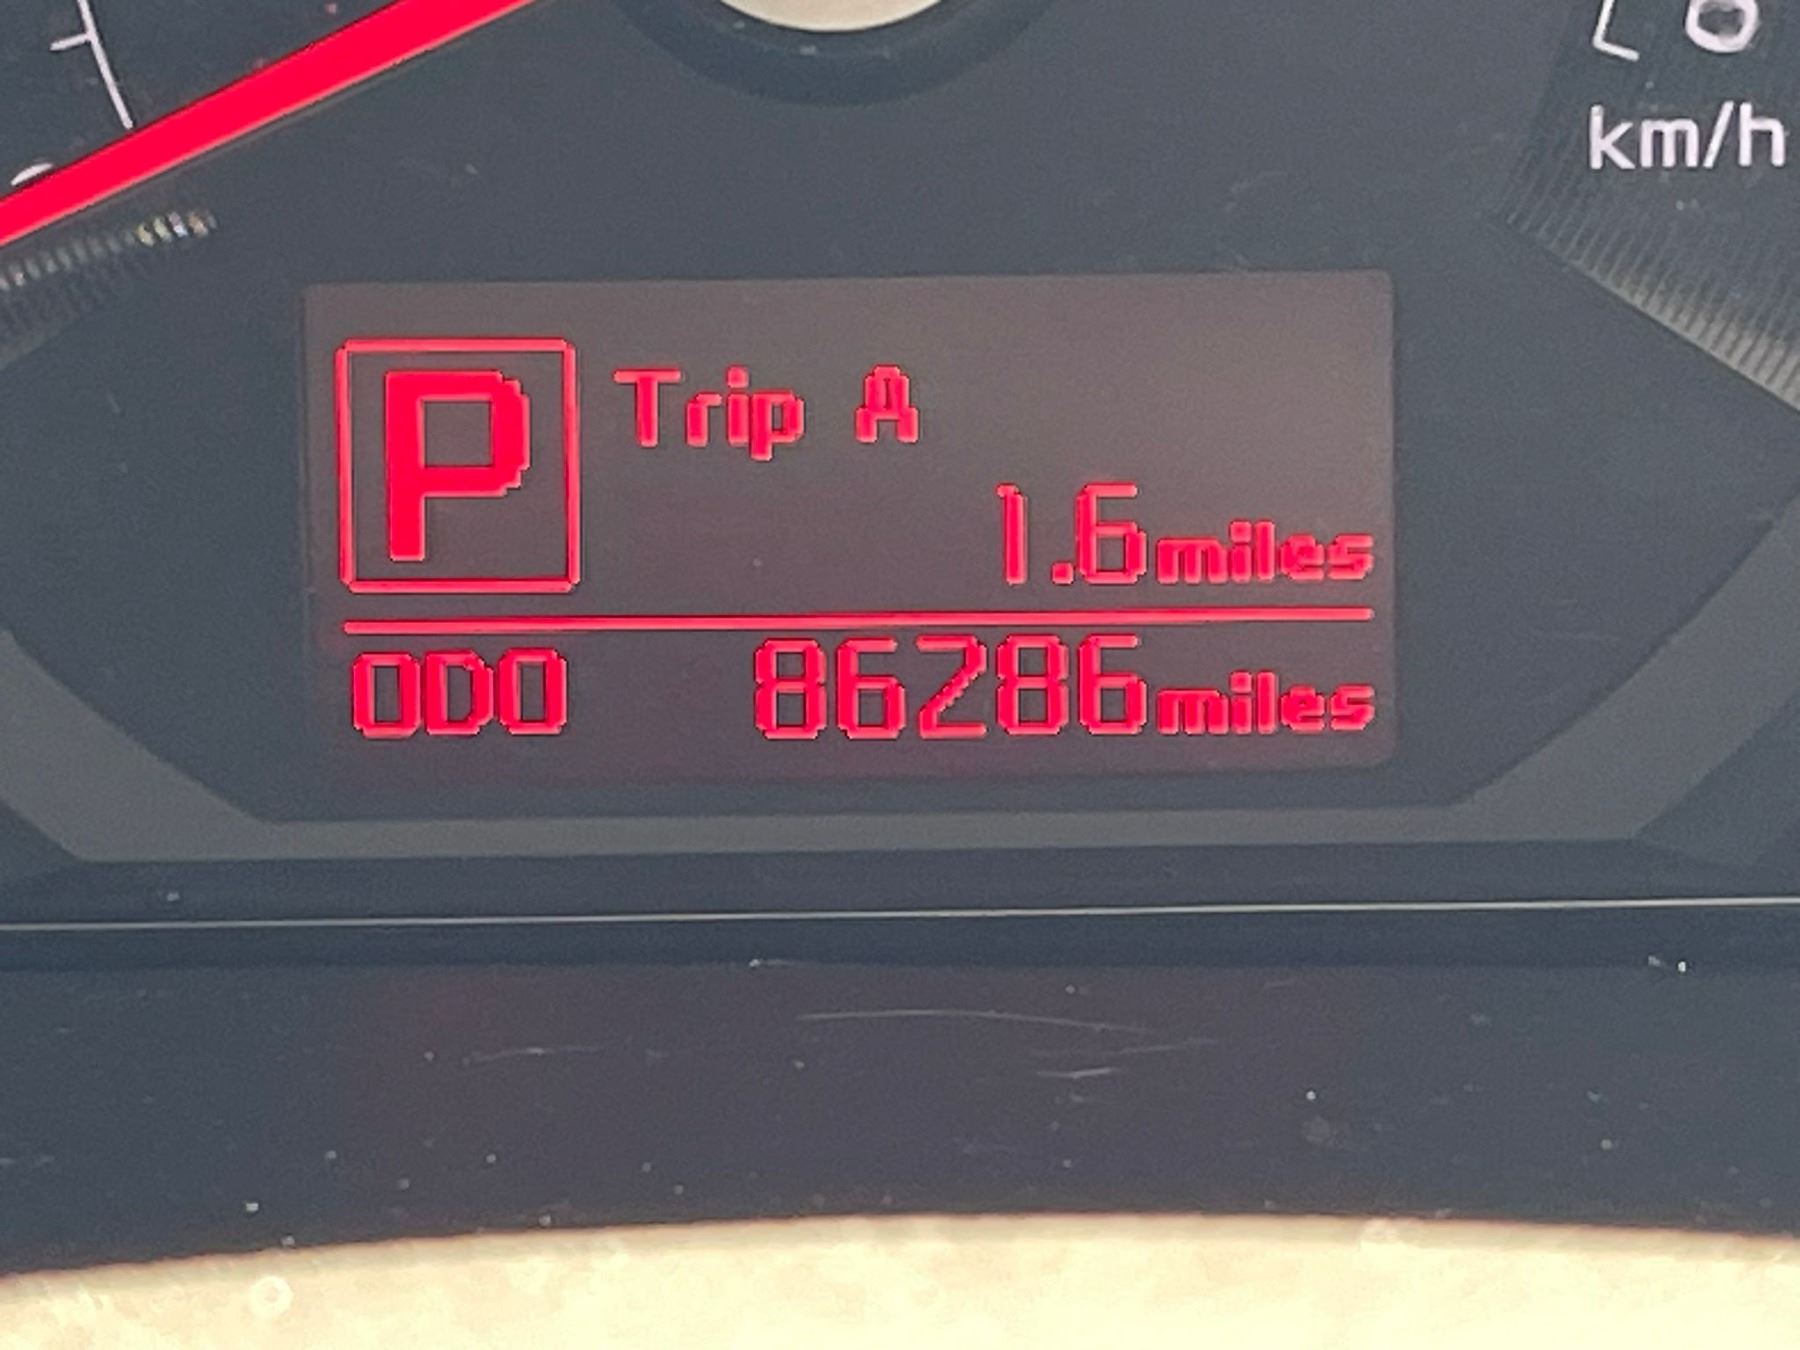 km/h
P
Trip A
1.6miles
ODO 86286miles